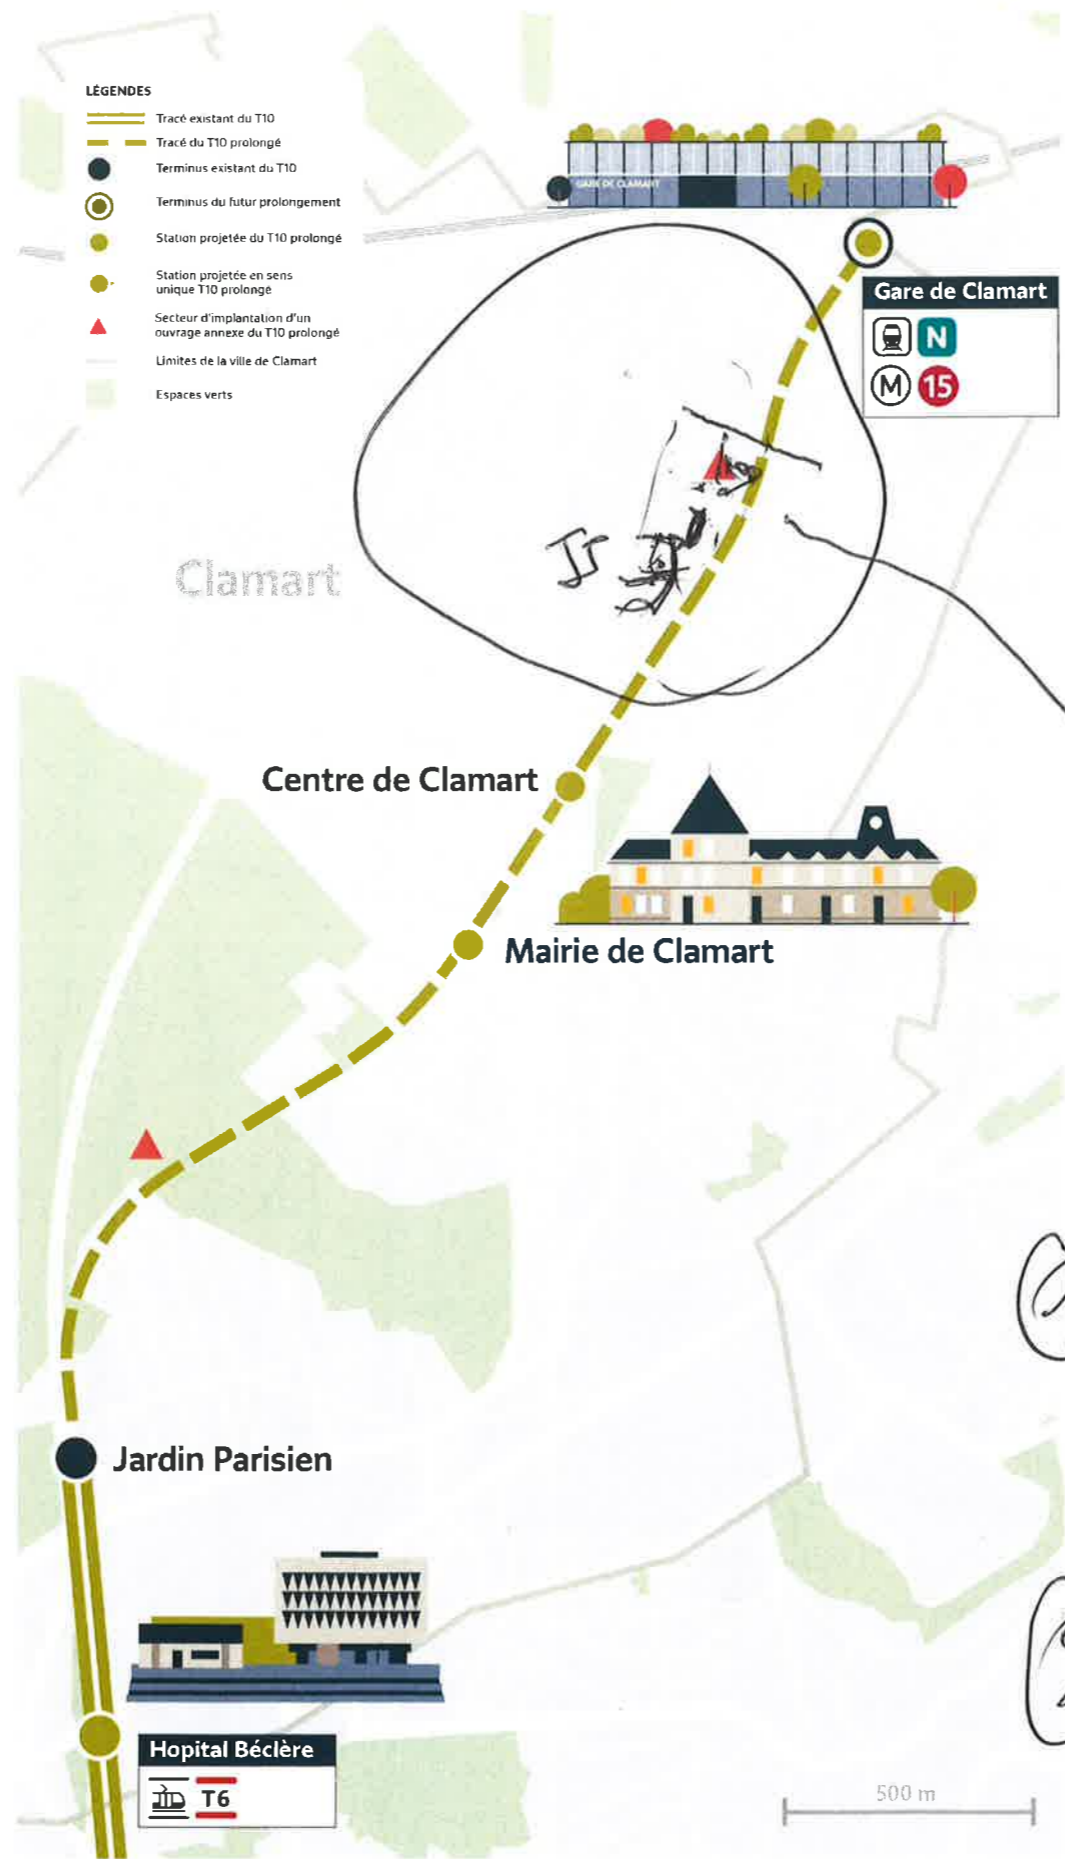 LÉGENDES
Tracé existant du T10
Tracé du T10 prolongé
Terminus existant du T10
Terminus du futur prolongement
Station projetée du T10 prolongé
Station projetée en sens
unique T10 prolongé
Secteur d'implantation d'un
ouvrage annexe du T10 prolongé
Limites de la ville de Clamart
Espaces verts
GARE DE CLAMART
Gare de Clamart
N
M 15
Clamart
Centre de Clamart
Mairie de Clamart
Jardin Parisien
Hopital Béclère
T6
500 m